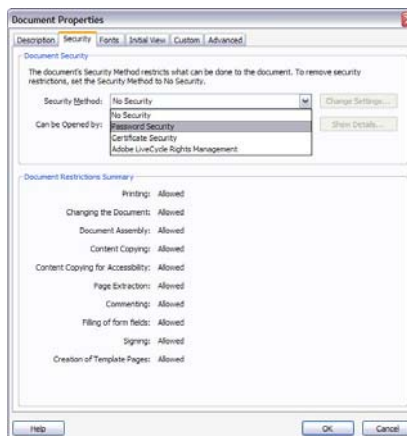 Document Properties
Description Security Fonts Initial View Custom Advanced
Document Security
The document's Security Method restricts what can be done to the document. To remove security
restrictions, set the Security Method to No Security.
Security Method: No Security Change Settings...
No Security
Can be Opened by: Password Security Show Details...
Certificate Security
Adobe LiveCycle Rights Management
Document Restrictions Summary
Printing: Allowed
Changing the Document: Allowed
Document Assembly: Allowed
Content Copying: Allowed
Content Copying for Accessibility: Allowed
Page Extraction: Allowed
Commenting: Allowed
Filling of form fields: Allowed
Signing: Allowed
Creation of Template Pages: Allowed
Help OK Cancel